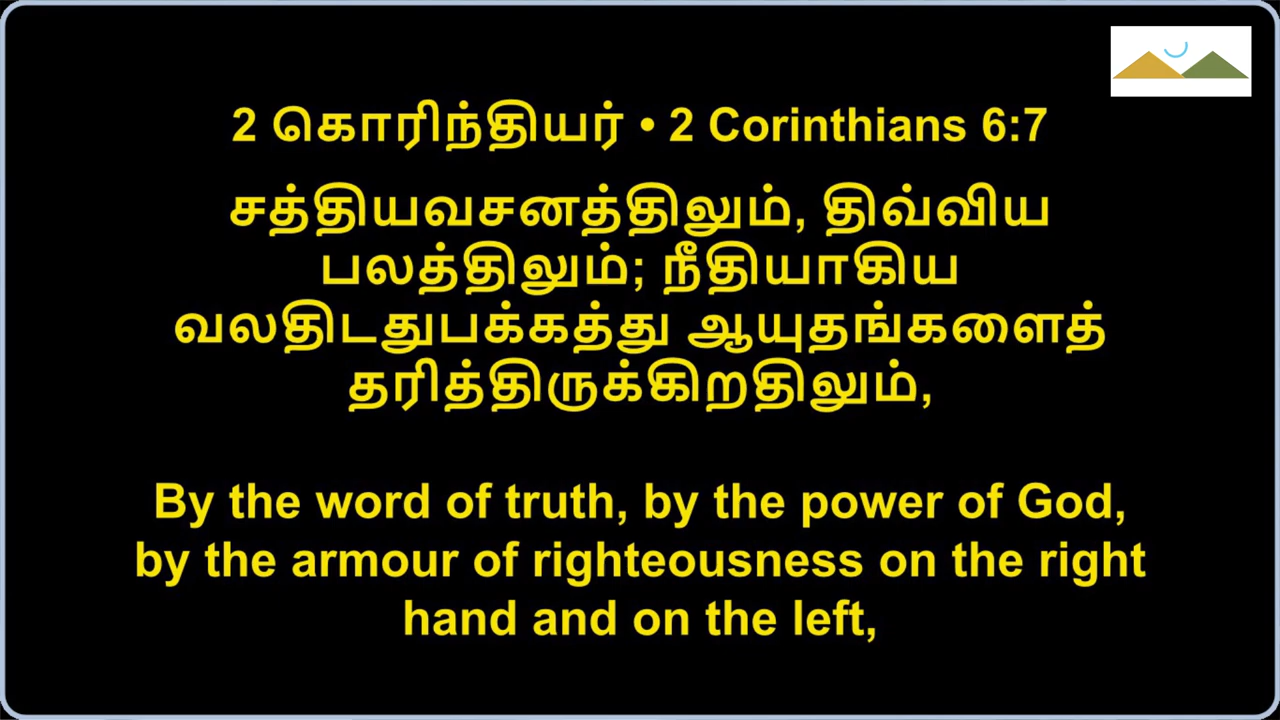 2 கொரிந்தியர் • 2 Corinthians 6:7
சத்தியவசனத்திலும், திவ்விய
பலத்திலும்; நீதியாகிய
வலதிடதுபக்கத்து ஆயுதங்களைத்
தரித்திருக்கிறதிலும்,
By the word of truth, by the power of God,
by the armour of righteousness on the right
hand and on the left,